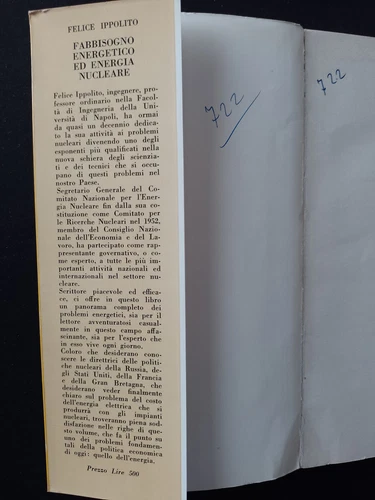 FELICE IPPOLITO
FABBISOGNO
ENERGETICO
ED ENERGIA
NUCLEARE
Felice Ippolito, ingegnere, pro-
fessore ordinario nella Facol-
tà di Ingegneria della Uni-
versità di Napoli, ha ormai
da quasi un decennio dedica-
to la sua attività ai problemi
nucleari divenendo uno degli
esponenti più qualificati nella
nuova schiera degli scienzia-
ti e dei tecnici che si occu-
pano di questi problemi nel
nostro Paese.
Segretario Generale del Co-
mitato Nazionale per l'Ener-
gia Nucleare fin dalla sua co-
stituzione come Comitato per
le Ricerche Nucleari nel 1952,
membro del Consiglio Nazio-
nale dell'Economia e del La-
voro, ha partecipato come rap-
presentante governativo, o co-
me esperto, a tutte le più im-
portanti attività nazionali ed
internazionali nel settore nu-
cleare.
Scrittore piacevole ed effica-
ce, ci offre in questo libro
un panorama completo dei
problemi energetici, sia per il
lettore avventuratosi casual-
mente in questo campo affa-
scinante, sia per l'esperto che
in esso vive ogni giorno.
Coloro che desiderano cono-
scere le direttrici delle politi-
che nucleari della Russia, de-
gli Stati Uniti, della Francia
e della Gran Bretagna, che
desiderano veder finalmente
chiaro sul problema del costo
dell'energia elettrica che si
produrrà con gli impianti
nucleari, troveranno piena sod-
disfazione nelle righe di que-
sto volume, che fa il punto su
uno dei problemi fondamen-
tali della politica economica
di oggi: quello dell'energia.
Prezzo Lire 500
722
722